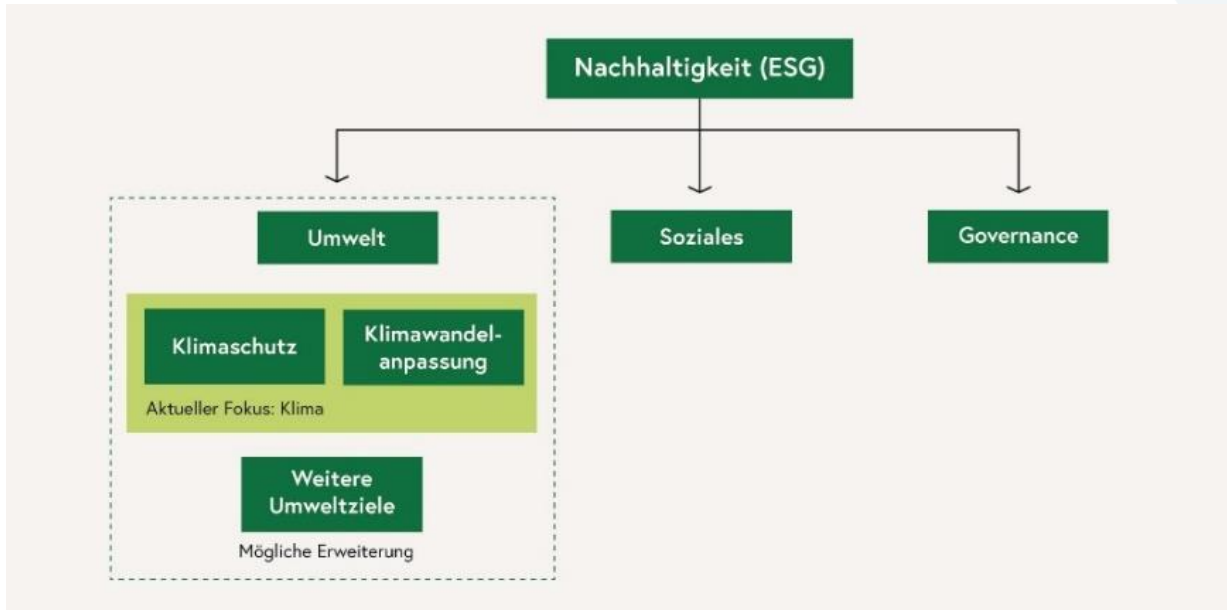 Nachhaltigkeit (ESG)
Umwelt
Soziales
Governance
Klimaschutz
Klimawandel-
anpassung
Aktueller Fokus: Klima
Weitere
Umweltziele
Mögliche Erweiterung